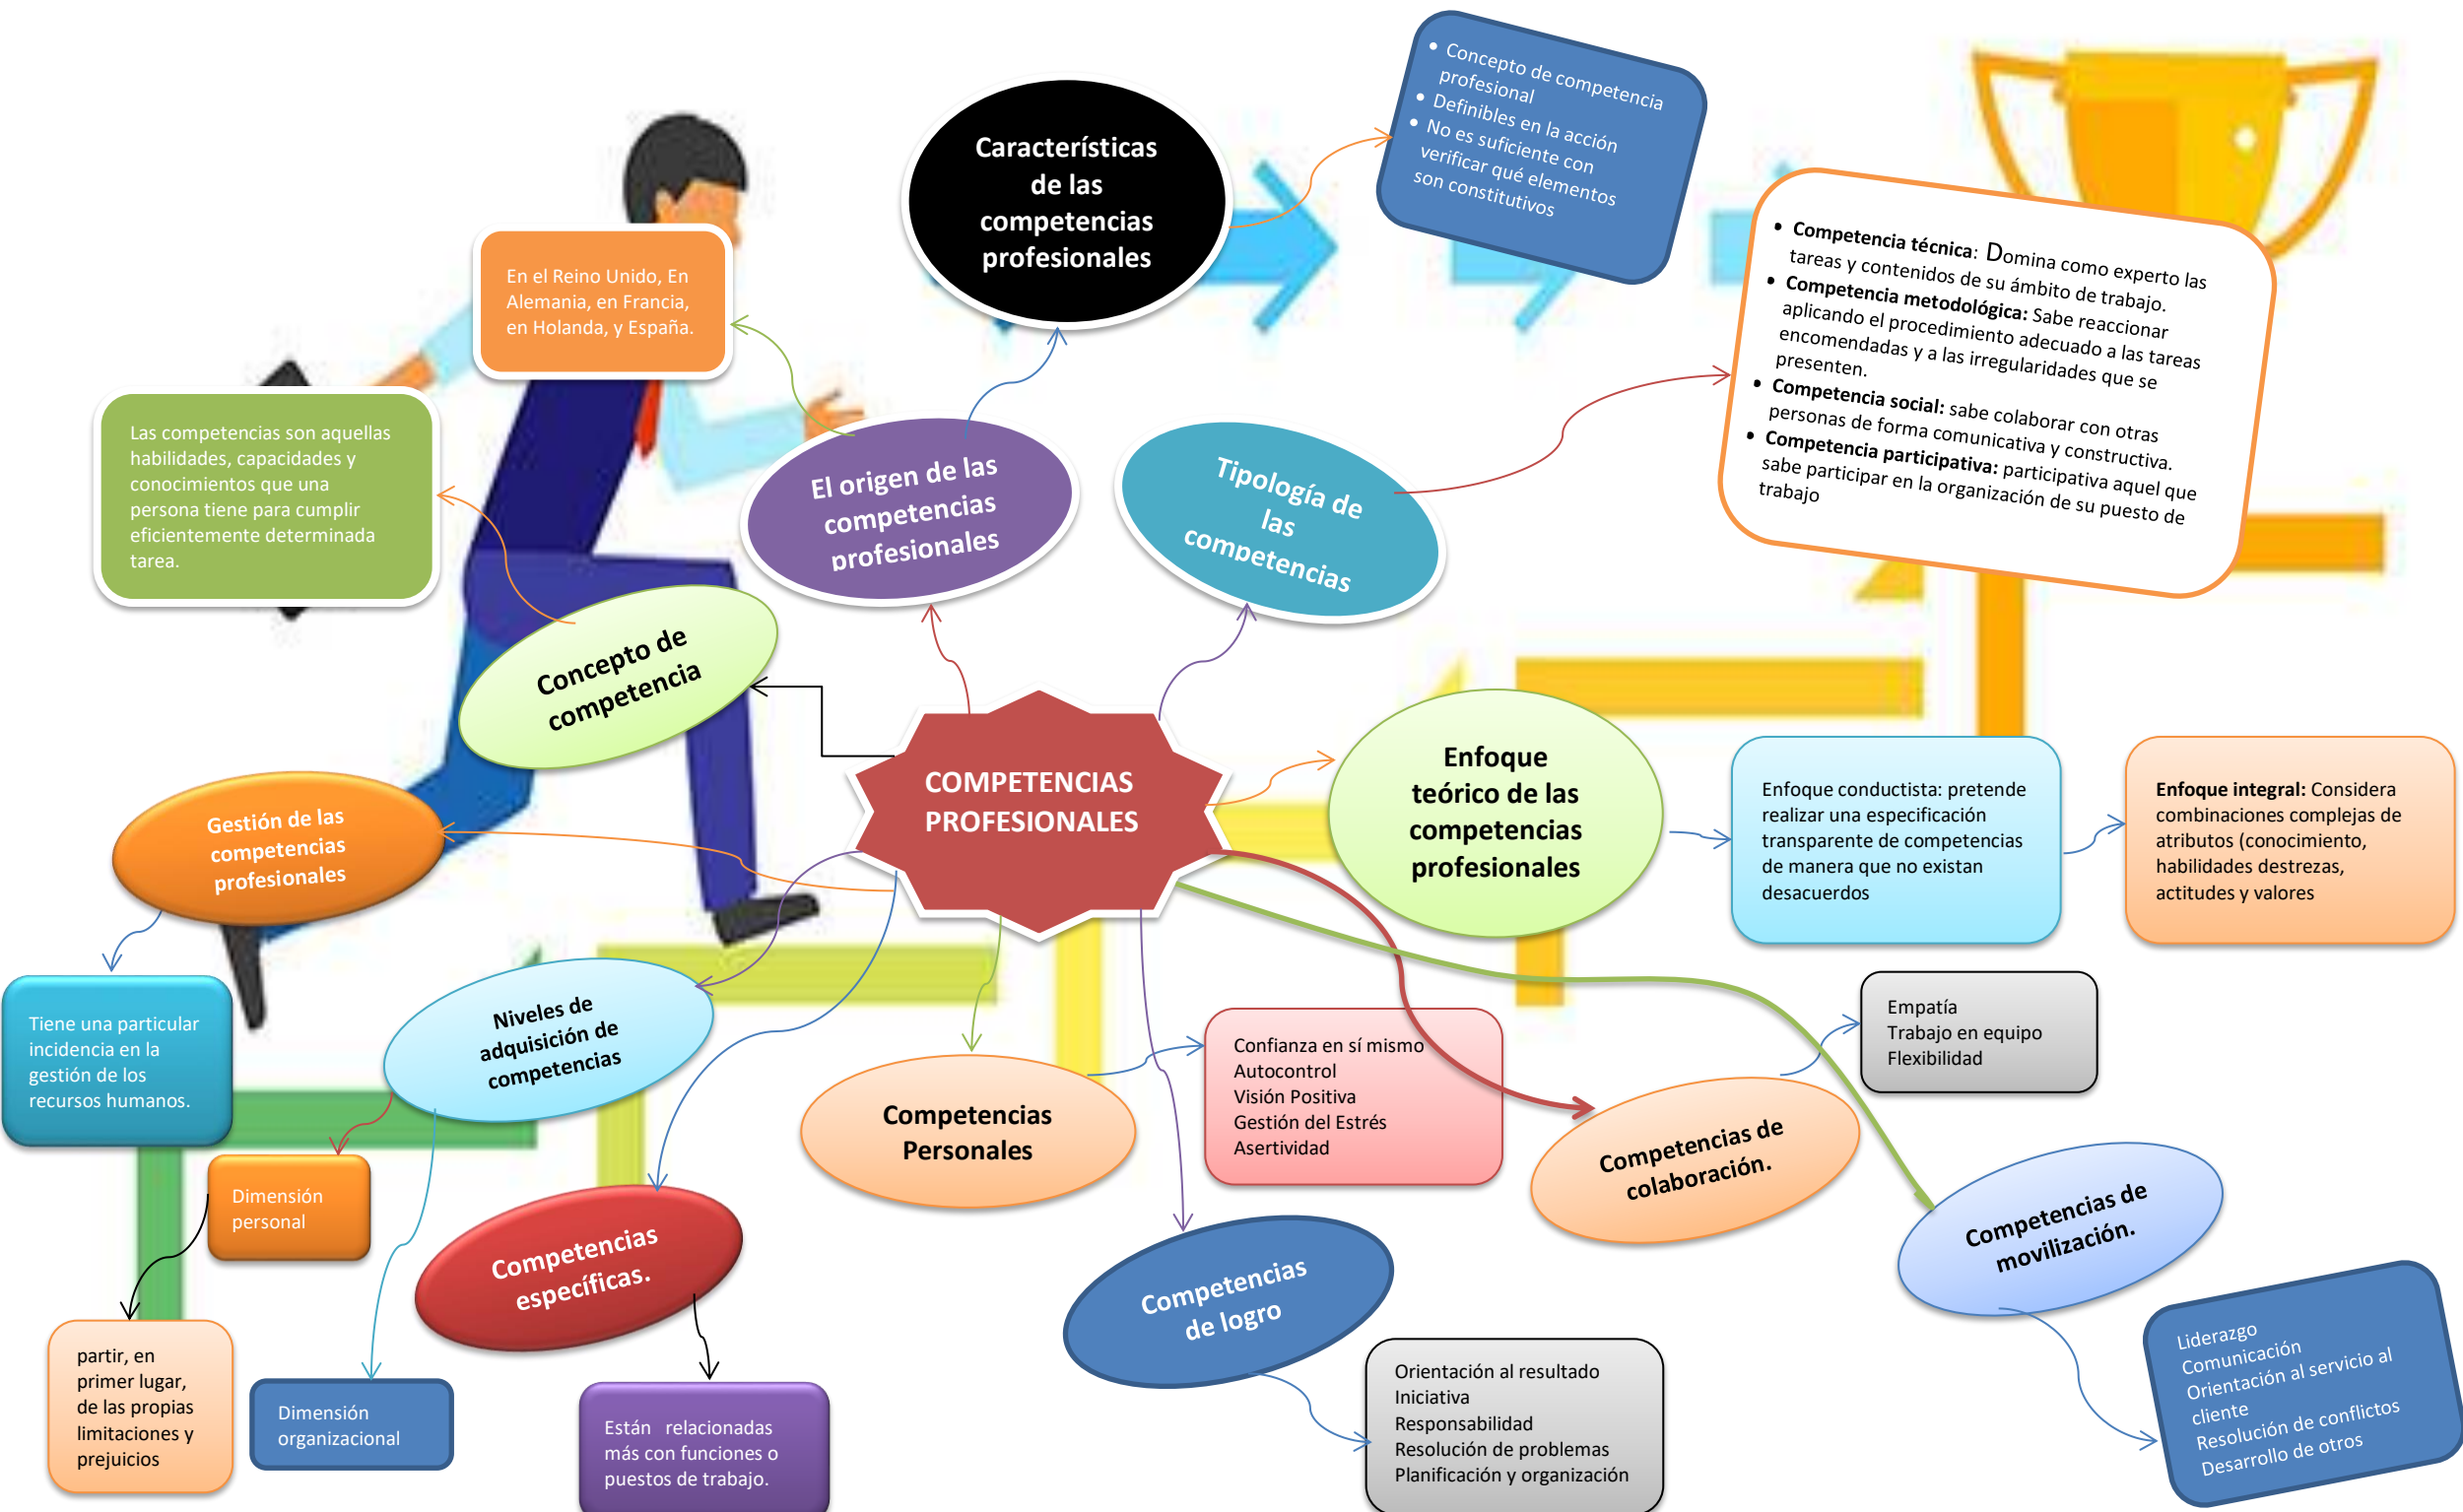 Características
de las
competencias
profesionales
• Concepto de competencia
profesional
• Definibles en la acción
• No es suficiente con
verificar qué elementos
son constitutivos
En el Reino Unido, En
Alemania, en Francia,
en Holanda, y España.
• Competencia técnica: Domina como experto las
tareas y contenidos de su ámbito de trabajo.
• Competencia metodológica: Sabe reaccionar
aplicando el procedimiento adecuado a las tareas
encomendadas y a las irregularidades que se
presenten.
• Competencia social: sabe colaborar con otras
personas de forma comunicativa y constructiva.
• Competencia participativa: participativa aquel que
sabe participar en la organización de su puesto de
trabajo
Las competencias son aquellas
habilidades, capacidades y
conocimientos que una
persona tiene para cumplir
eficientemente determinada
tarea.
El origen de las
competencias
profesionales
Tipología de
las
competencias
Concepto de
competencia
COMPETENCIAS
PROFESIONALES
Enfoque
teórico de las
competencias
profesionales
Enfoque conductista: pretende
realizar una especificación
transparente de competencias
de manera que no existan
desacuerdos
Enfoque integral: Considera
combinaciones complejas de
atributos (conocimiento,
habilidades destrezas,
actitudes y valores
Gestión de las
competencias
profesionales
Tiene una particular
incidencia en la
gestión de los
recursos humanos.
Niveles de
adquisición de
competencias
Competencias
Personales
Confianza en sí mismo
Autocontrol
Visión Positiva
Gestión del Estrés
Asertividad
Empatía
Trabajo en equipo
Flexibilidad
Competencias de
colaboración.
Competencias de
movilización.
Dimensión
personal
Competencias
específicas.
Competencias
de logro
partir, en
primer lugar,
de las propias
limitaciones y
prejuicios
Dimensión
organizacional
Están relacionadas
más con funciones o
puestos de trabajo.
Orientación al resultado
Iniciativa
Responsabilidad
Resolución de problemas
Planificación y organización
Liderazgo
Comunicación
Orientación al servicio al
cliente
Resolución de conflictos
Desarrollo de otros